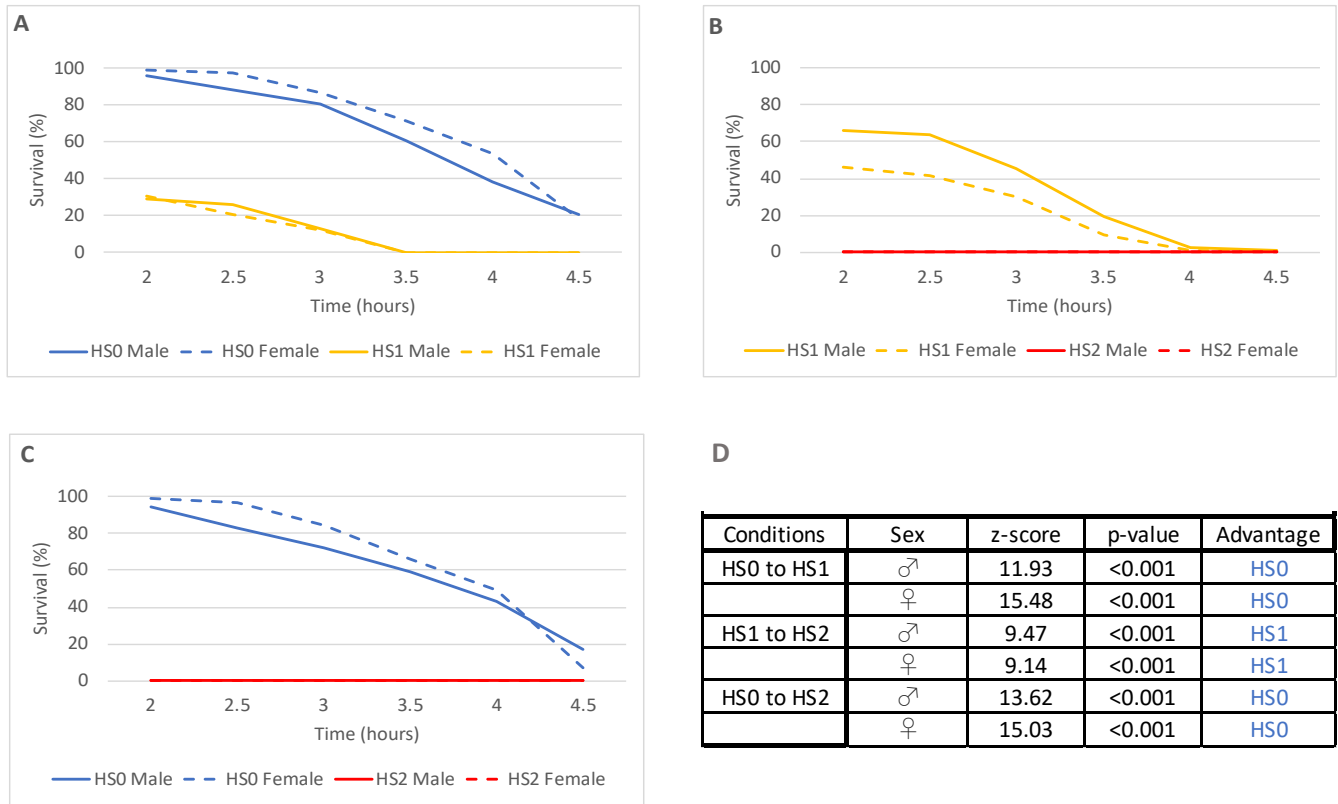 A
Survival (%)
100
80
60
40
20
0
2 2.5 3 3.5 4 4.5
Time (hours)
HS0 Male HS0 Female HS1 Male HS1 Female
B
Survival (%)
100
80
60
40
20
0
2 2.5 3 3.5 4 4.5
Time (hours)
HS1 Male HS1 Female HS2 Male HS2 Female
C
Survival (%)
100
80
60
40
20
0
2 2.5 3 3.5 4 4.5
Time (hours)
HS0 Male HS0 Female HS2 Male HS2 Female
D
Conditions Sex z-score p-value Advantage
HS0 to HS1 ♂ 11.93 <0.001 HS0
♀ 15.48 <0.001 HS0
HS1 to HS2 ♂ 9.47 <0.001 HS1
♀ 9.14 <0.001 HS1
HS0 to HS2 ♂ 13.62 <0.001 HS0
♀ 15.03 <0.001 HS0